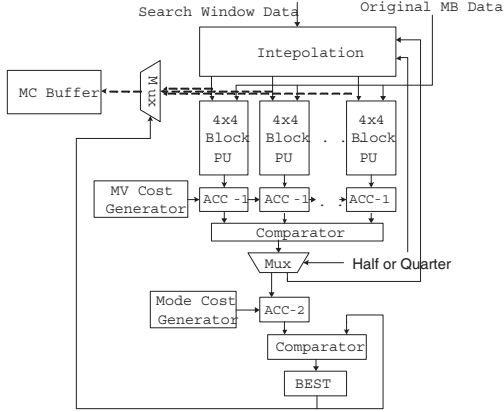 Search Window Data
Original MB Data
Intepolation
Mux
MC Buffer
4x4
Block
PU
4x4
Block
PU
. .
4x4
Block
PU
MV Cost
Generator
ACC -1
ACC -1
. .
ACC-1
Comparator
Mux
Half or Quarter
Mode Cost
Generator
ACC-2
Comparator
BEST